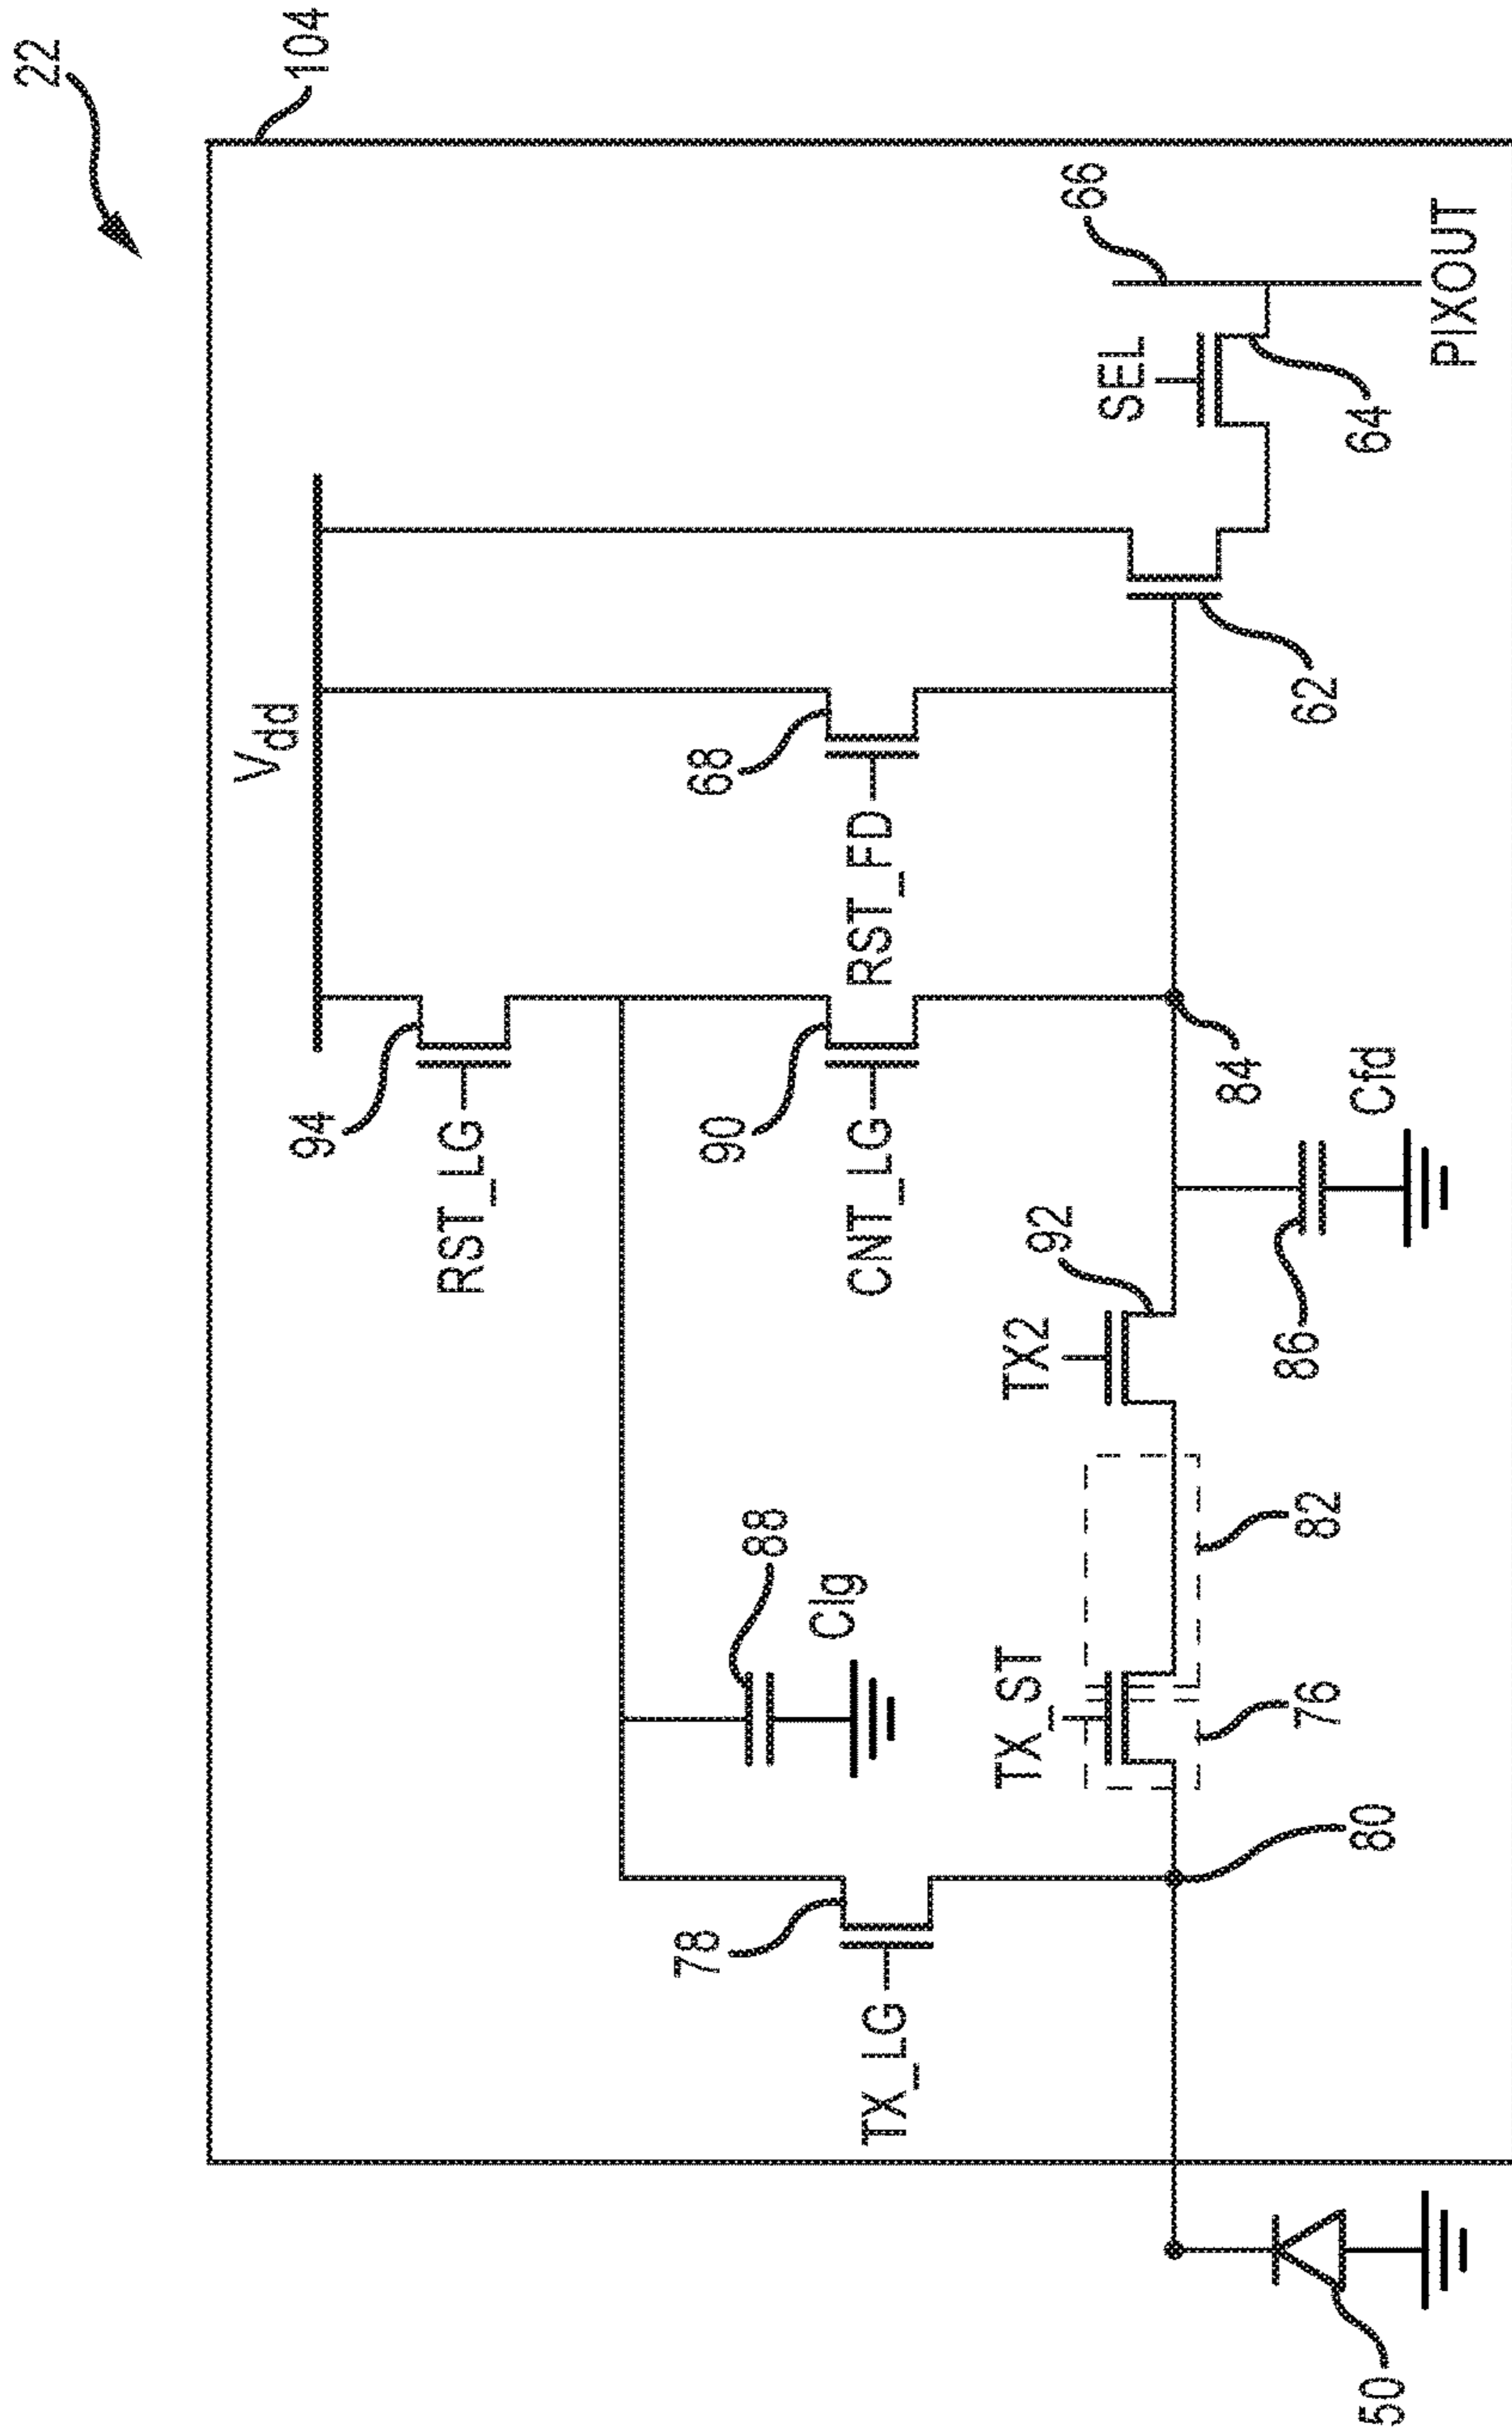 22
104
Vdd
94
RST_LG
68
RST_FD
90
CNT_LG
88
Clg
78
TX_LG
66
SEL
64
PIXOUT
62
84
92
TX2
86
Cfd
TX_ST
82
76
80
50